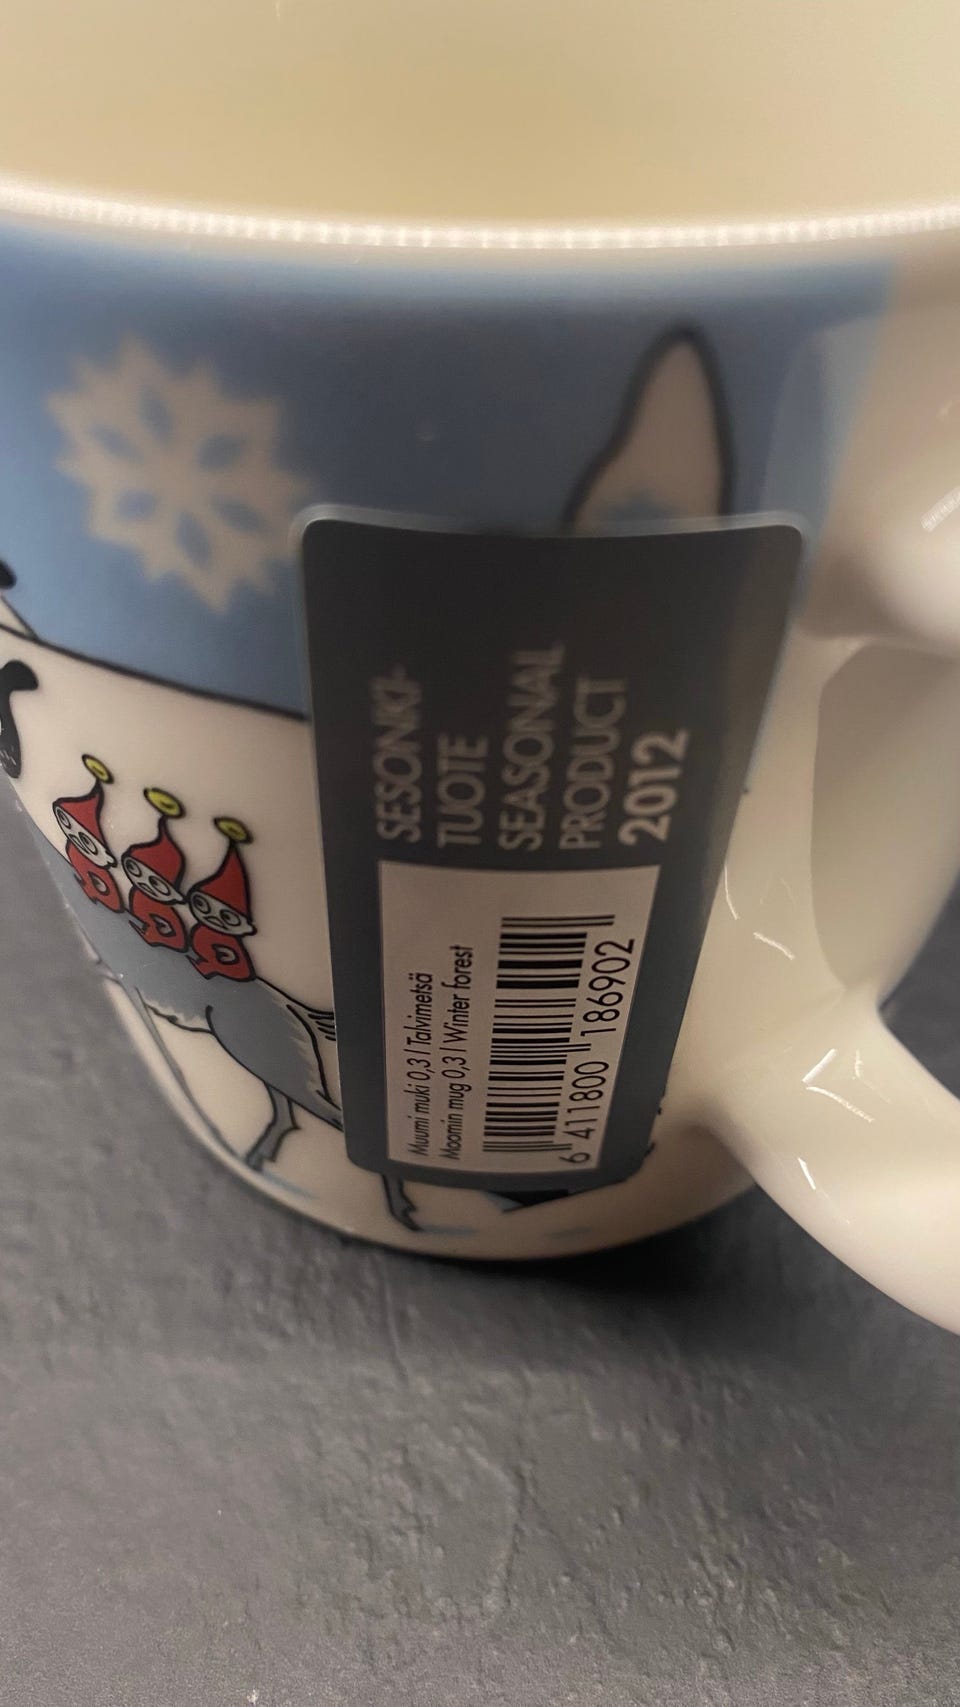 SESONKI-
TUOTE
SEASONAL
PRODUCT
2012
Muumi muki 0,3 l Talvimetsä
Moomin mug 0,3 l Winter forest
6 411800 186902